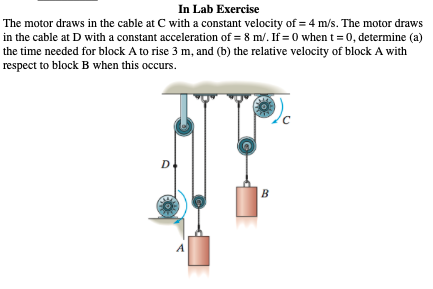 In Lab Exercise
The motor draws in the cable at C with a constant velocity of = 4 m/s. The motor draws
in the cable at D with a constant acceleration of = 8 m/. If = 0 when t = 0, determine (a)
the time needed for block A to rise 3 m, and (b) the relative velocity of block A with
respect to block B when this occurs.
C
D
B
A